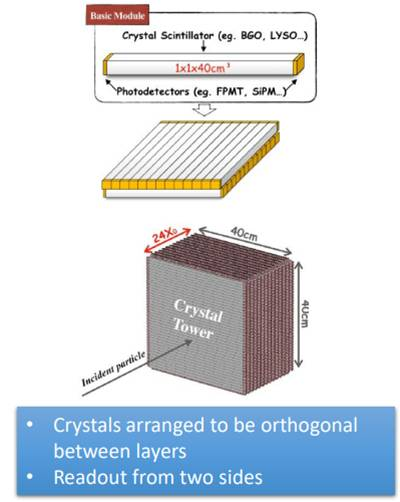 Basic Module
Crystal Scintillator (eg. BGO, LYSO…)
1x1x40cm³
Photodetectors (eg. FPMT, SiPM…)
24X₀
40cm
40cm
Crystal
Tower
Incident particle
• Crystals arranged to be orthogonal
between layers
• Readout from two sides